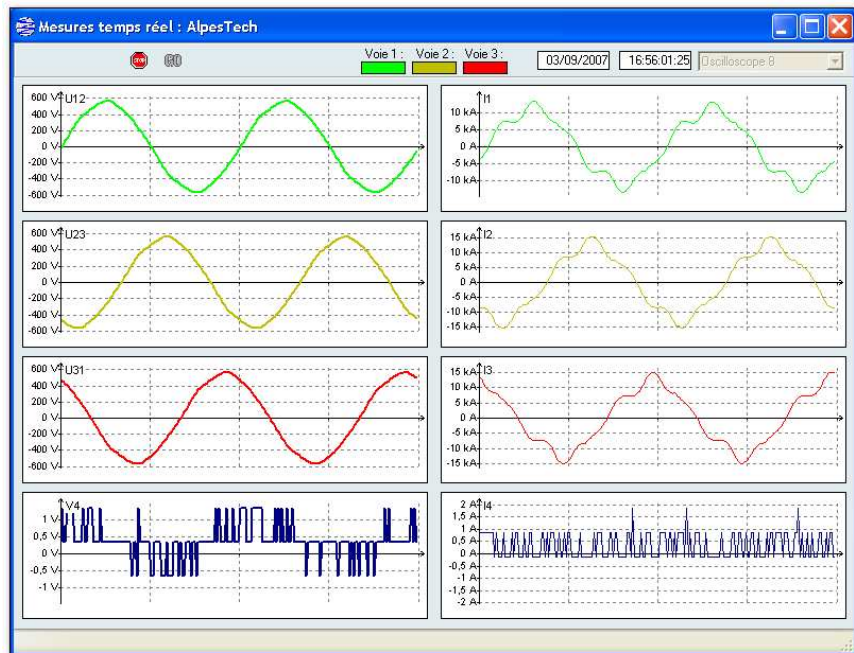 Mesures temps réel : AlpesTech
STOP GO
Voie 1 : Voie 2 : Voie 3 :
03/09/2007 16:56:01:25 Oscilloscope 8
U12
600 V
400 V
200 V
0 V
-200 V
-400 V
-600 V
I1
10 kA
5 kA
0 A
-5 kA
-10 kA
U23
600 V
400 V
200 V
0 V
-200 V
-400 V
-600 V
I2
15 kA
10 kA
5 kA
0 A
-5 kA
-10 kA
-15 kA
U31
600 V
400 V
200 V
0 V
-200 V
-400 V
-600 V
I3
15 kA
10 kA
5 kA
0 A
-5 kA
-10 kA
-15 kA
V4
1 V
0,5 V
0 V
-0,5 V
-1 V
I4
2 A
1,5 A
1 A
0,5 A
0 A
-0,5 A
-1 A
-1,5 A
-2 A